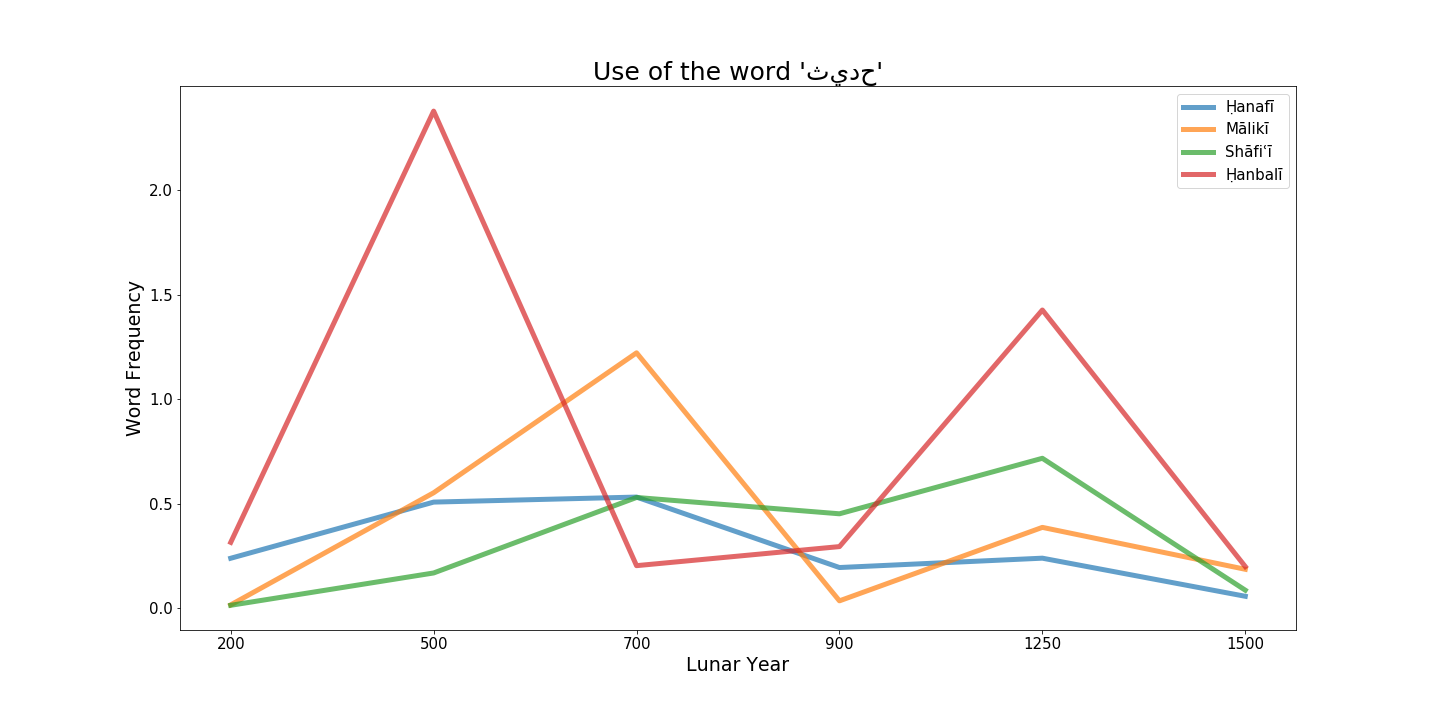 Use of the word 'حديث'
Ḥanafī
Mālikī
Shāfiʿī
Ḥanbalī
Word Frequency
2.0
1.5
1.0
0.5
0.0
200 500 700 900 1250 1500
Lunar Year